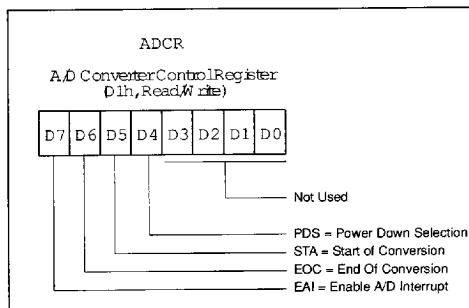 ADCR
A/D Converter Control Register
(D1h, Read/Write)
D7 D6 D5 D4 D3 D2 D1 D0
Not Used
PDS = Power Down Selection
STA = Start of Conversion
EOC = End Of Conversion
EAI = Enable A/D Interrupt